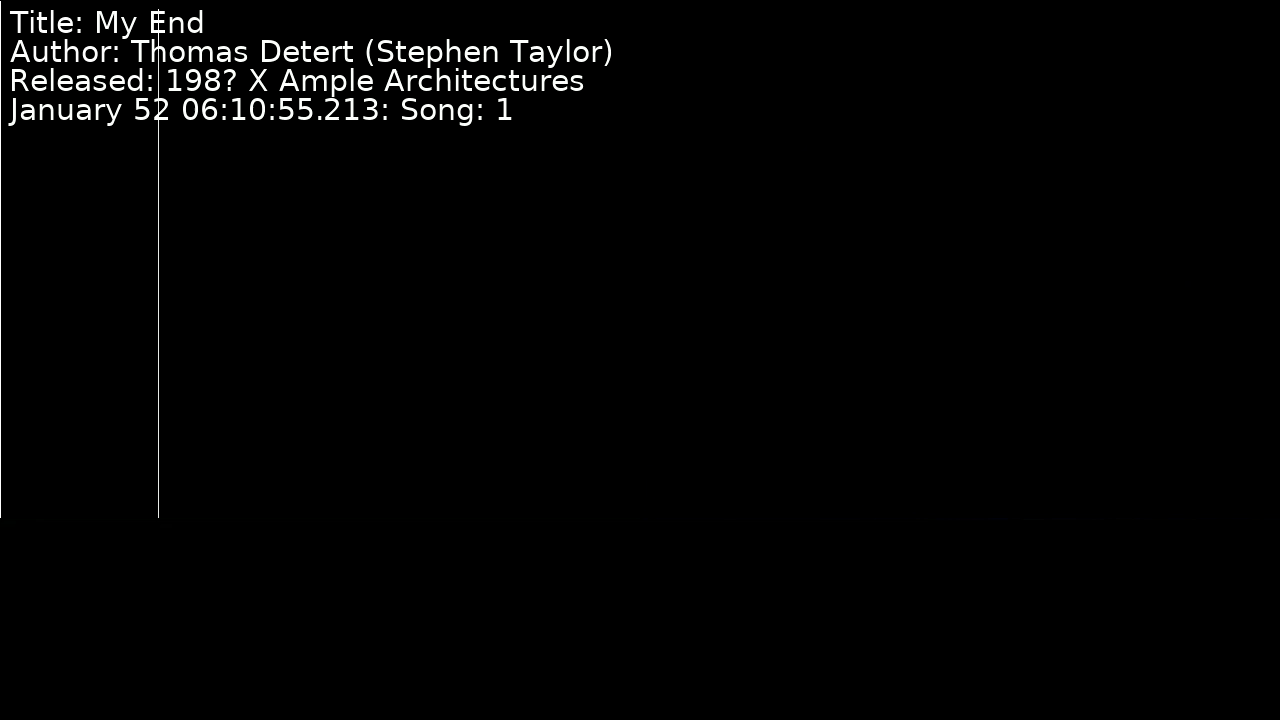 Title: My End
Author: Thomas Detert (Stephen Taylor)
Released: 198? X Ample Architectures
January 52 06:10:55.213: Song: 1